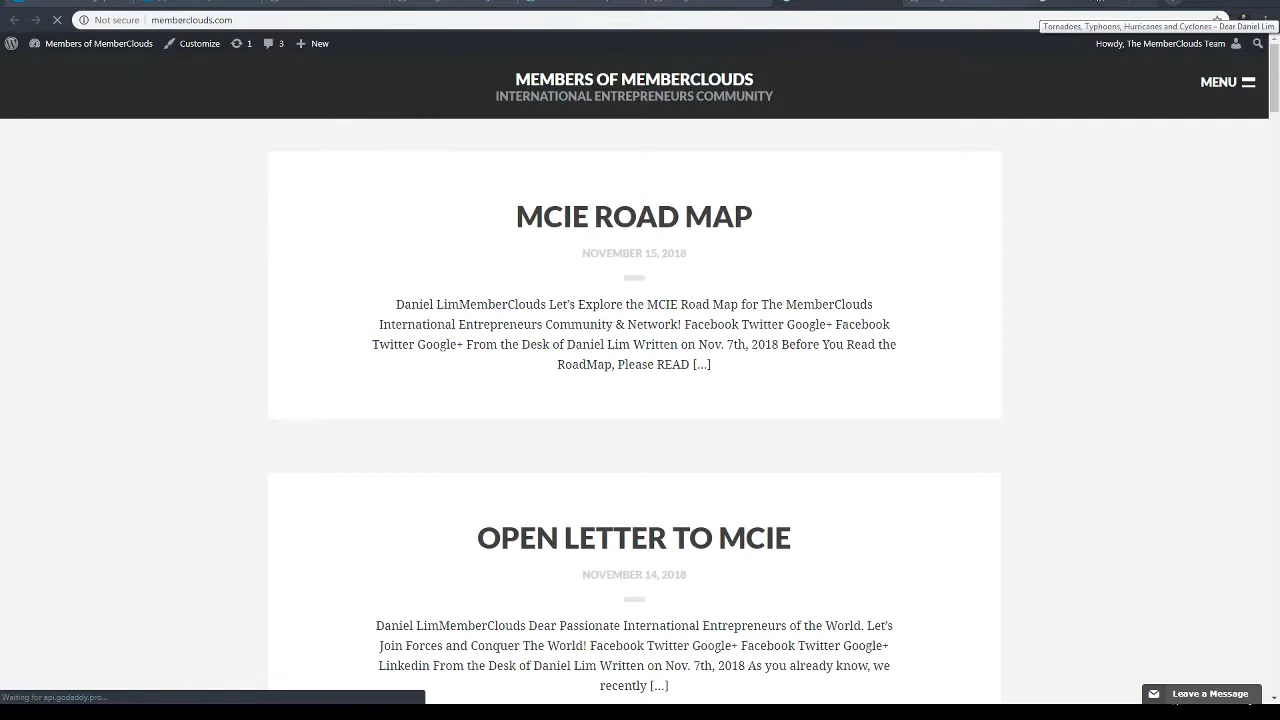 Not secure memberclouds.com
Tornadoes, Typhoons, Hurricanes and Cyclones – Dear Daniel Lim
Members of MemberClouds Customize 1 3 New Howdy, The MemberClouds Team
MEMBERS OF MEMBERCLOUDS
INTERNATIONAL ENTREPRENEURS COMMUNITY
MENU
MCIE ROAD MAP
NOVEMBER 15, 2018
Daniel LimMemberClouds Let’s Explore the MCIE Road Map for The MemberClouds
International Entrepreneurs Community & Network! Facebook Twitter Google+ Facebook
Twitter Google+ From the Desk of Daniel Lim Written on Nov. 7th, 2018 Before You Read the
RoadMap, Please READ […]
OPEN LETTER TO MCIE
NOVEMBER 14, 2018
Daniel LimMemberClouds Dear Passionate International Entrepreneurs of the World. Let’s
Join Forces and Conquer The World! Facebook Twitter Google+ Facebook Twitter Google+
Linkedin From the Desk of Daniel Lim Written on Nov. 7th, 2018 As you already know, we
recently […]
Waiting for api.godaddy.pro...
Leave a Message